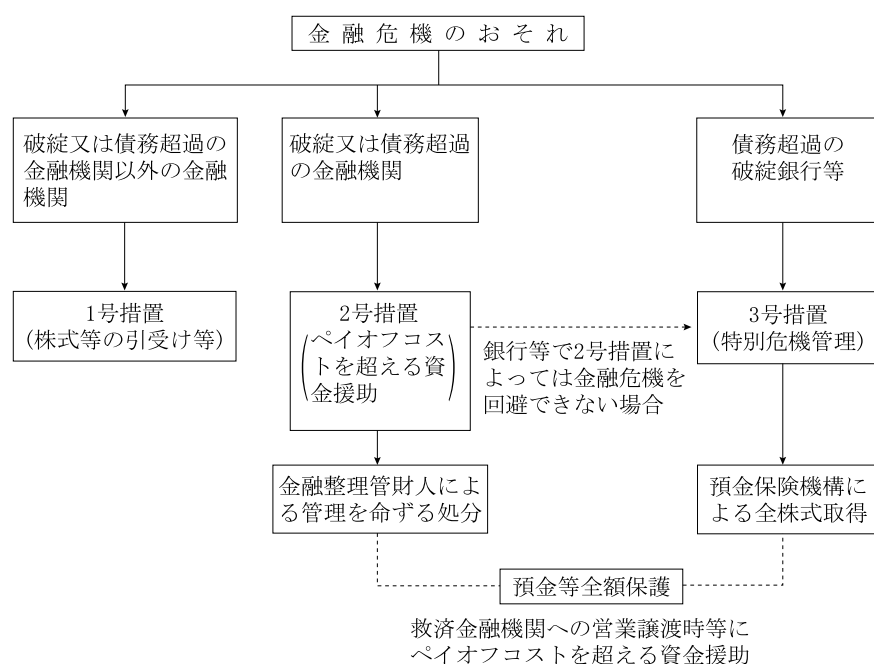 金融危機のおそれ
破綻又は債務超過の
金融機関以外の金融
機関
破綻又は債務超過
の金融機関
債務超過の
破綻銀行等
1号措置
(株式等の引受け等)
2号措置
(ペイオフコス
トを超える資
金援助)
銀行等で2号措置に
よっては金融危機を
回避できない場合
3号措置
(特別危機管理)
金融整理管財人によ
る管理を命ずる処分
預金保険機構に
よる全株式取得
預金等全額保護
救済金融機関への営業譲渡時等に
ペイオフコストを超える資金援助